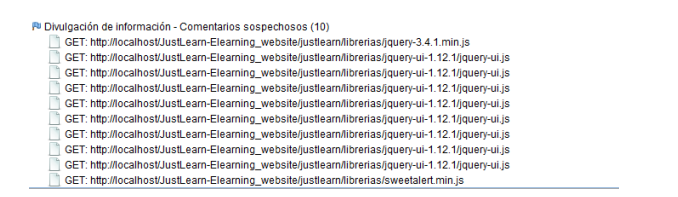 Divulgación de información - Comentarios sospechosos (10)
GET: http://localhost/JustLearn-Elearning_website/justlearn/librerias/jquery-3.4.1.min.js
GET: http://localhost/JustLearn-Elearning_website/justlearn/librerias/jquery-ui-1.12.1/jquery-ui.js
GET: http://localhost/JustLearn-Elearning_website/justlearn/librerias/jquery-ui-1.12.1/jquery-ui.js
GET: http://localhost/JustLearn-Elearning_website/justlearn/librerias/jquery-ui-1.12.1/jquery-ui.js
GET: http://localhost/JustLearn-Elearning_website/justlearn/librerias/jquery-ui-1.12.1/jquery-ui.js
GET: http://localhost/JustLearn-Elearning_website/justlearn/librerias/jquery-ui-1.12.1/jquery-ui.js
GET: http://localhost/JustLearn-Elearning_website/justlearn/librerias/jquery-ui-1.12.1/jquery-ui.js
GET: http://localhost/JustLearn-Elearning_website/justlearn/librerias/jquery-ui-1.12.1/jquery-ui.js
GET: http://localhost/JustLearn-Elearning_website/justlearn/librerias/jquery-ui-1.12.1/jquery-ui.js
GET: http://localhost/JustLearn-Elearning_website/justlearn/librerias/sweetalert.min.js